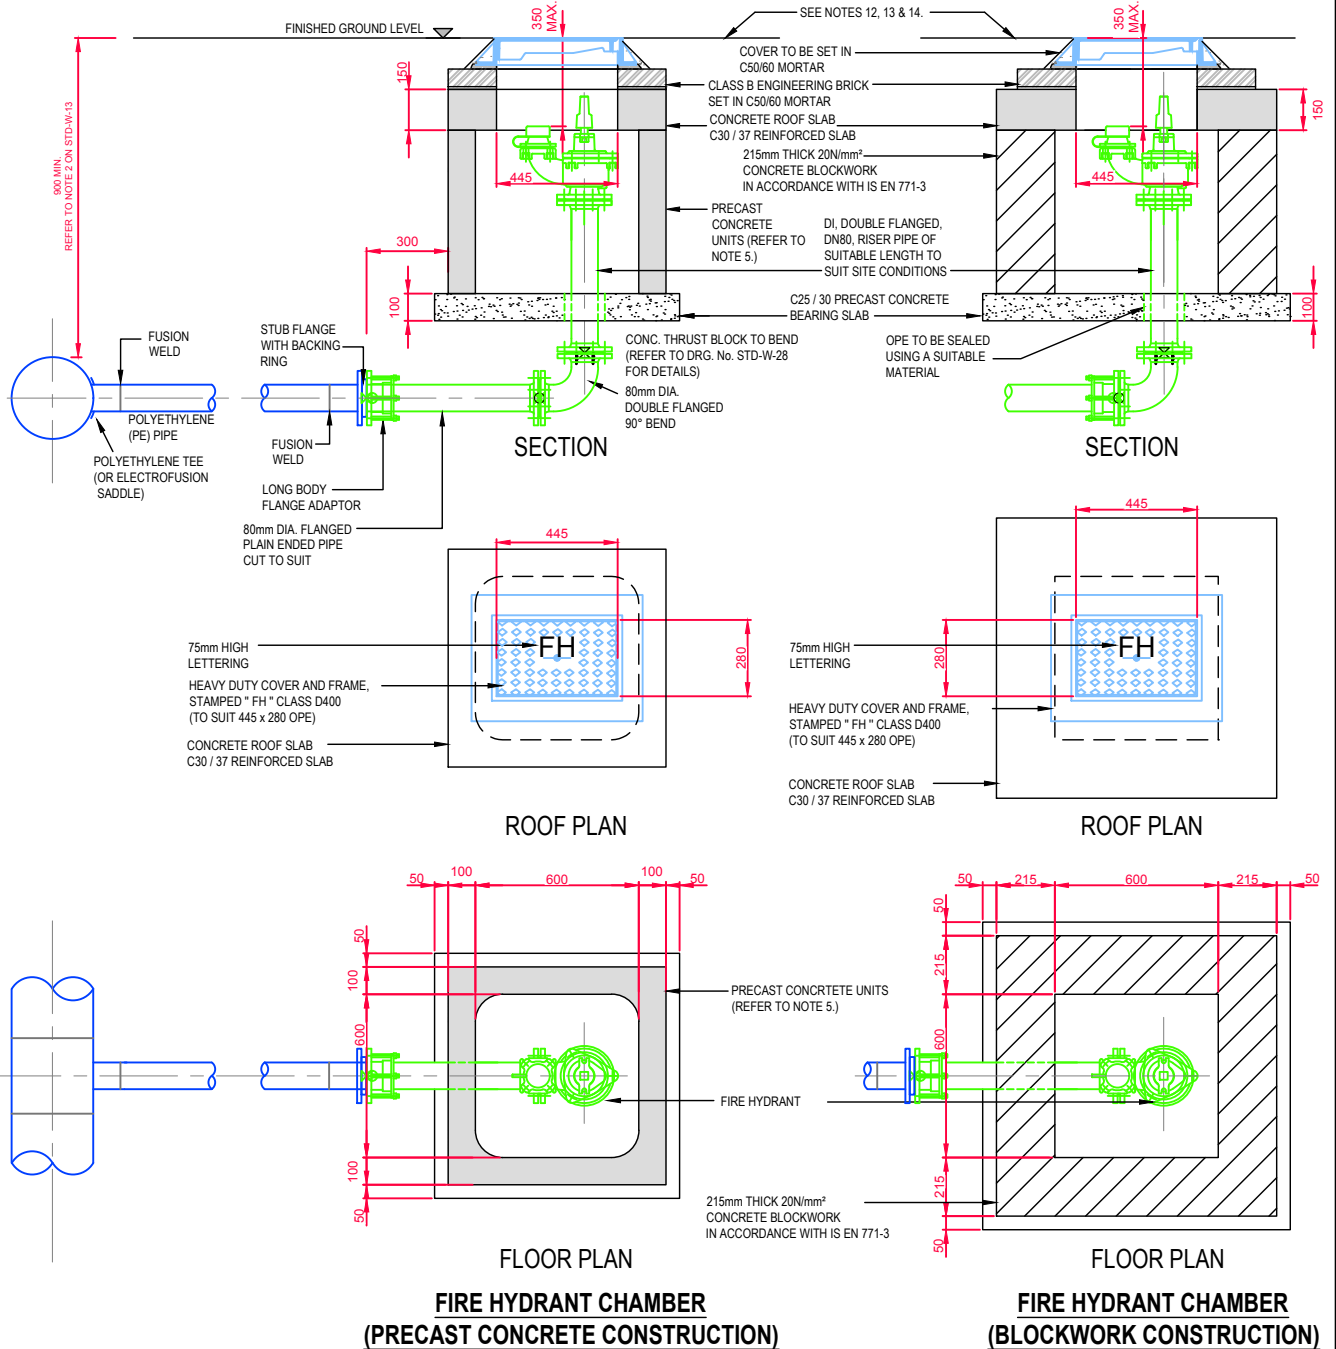 FINISHED GROUND LEVEL
350
MAX.
SEE NOTES 12, 13 & 14.
350
MAX.
COVER TO BE SET IN
C50/60 MORTAR
CLASS B ENGINEERING BRICK
SET IN C50/60 MORTAR
CONCRETE ROOF SLAB
C30 / 37 REINFORCED SLAB
215mm THICK 20N/mm²
CONCRETE BLOCKWORK
IN ACCORDANCE WITH IS EN 771-3
150
150
900 MIN.
REFER TO NOTE 2 ON STD-W-13
445
445
PRECAST
CONCRETE
UNITS (REFER TO
NOTE 5.)
DI, DOUBLE FLANGED,
DN80, RISER PIPE OF
SUITABLE LENGTH TO
SUIT SITE CONDITIONS
300
100
100
C25 / 30 PRECAST CONCRETE
BEARING SLAB
FUSION
WELD
STUB FLANGE
WITH BACKING
RING
CONC. THRUST BLOCK TO BEND
(REFER TO DRG. No. STD-W-28
FOR DETAILS)
OPE TO BE SEALED
USING A SUITABLE
MATERIAL
80mm DIA.
DOUBLE FLANGED
90° BEND
POLYETHYLENE
(PE) PIPE
POLYETHYLENE TEE
(OR ELECTROFUSION
SADDLE)
FUSION
WELD
LONG BODY
FLANGE ADAPTOR
80mm DIA. FLANGED
PLAIN ENDED PIPE
CUT TO SUIT
SECTION
SECTION
445
445
280
280
FH
FH
75mm HIGH
LETTERING
HEAVY DUTY COVER AND FRAME,
STAMPED " FH " CLASS D400
(TO SUIT 445 x 280 OPE)
CONCRETE ROOF SLAB
C30 / 37 REINFORCED SLAB
75mm HIGH
LETTERING
HEAVY DUTY COVER AND FRAME,
STAMPED " FH " CLASS D400
(TO SUIT 445 x 280 OPE)
CONCRETE ROOF SLAB
C30 / 37 REINFORCED SLAB
ROOF PLAN
ROOF PLAN
50
100
600
100
50
50
215
600
215
50
50
100
600
100
50
50
215
600
215
50
PRECAST CONCRTETE UNITS
(REFER TO NOTE 5.)
FIRE HYDRANT
215mm THICK 20N/mm²
CONCRETE BLOCKWORK
IN ACCORDANCE WITH IS EN 771-3
FLOOR PLAN
FLOOR PLAN
FIRE HYDRANT CHAMBER
(PRECAST CONCRETE CONSTRUCTION)
FIRE HYDRANT CHAMBER
(BLOCKWORK CONSTRUCTION)